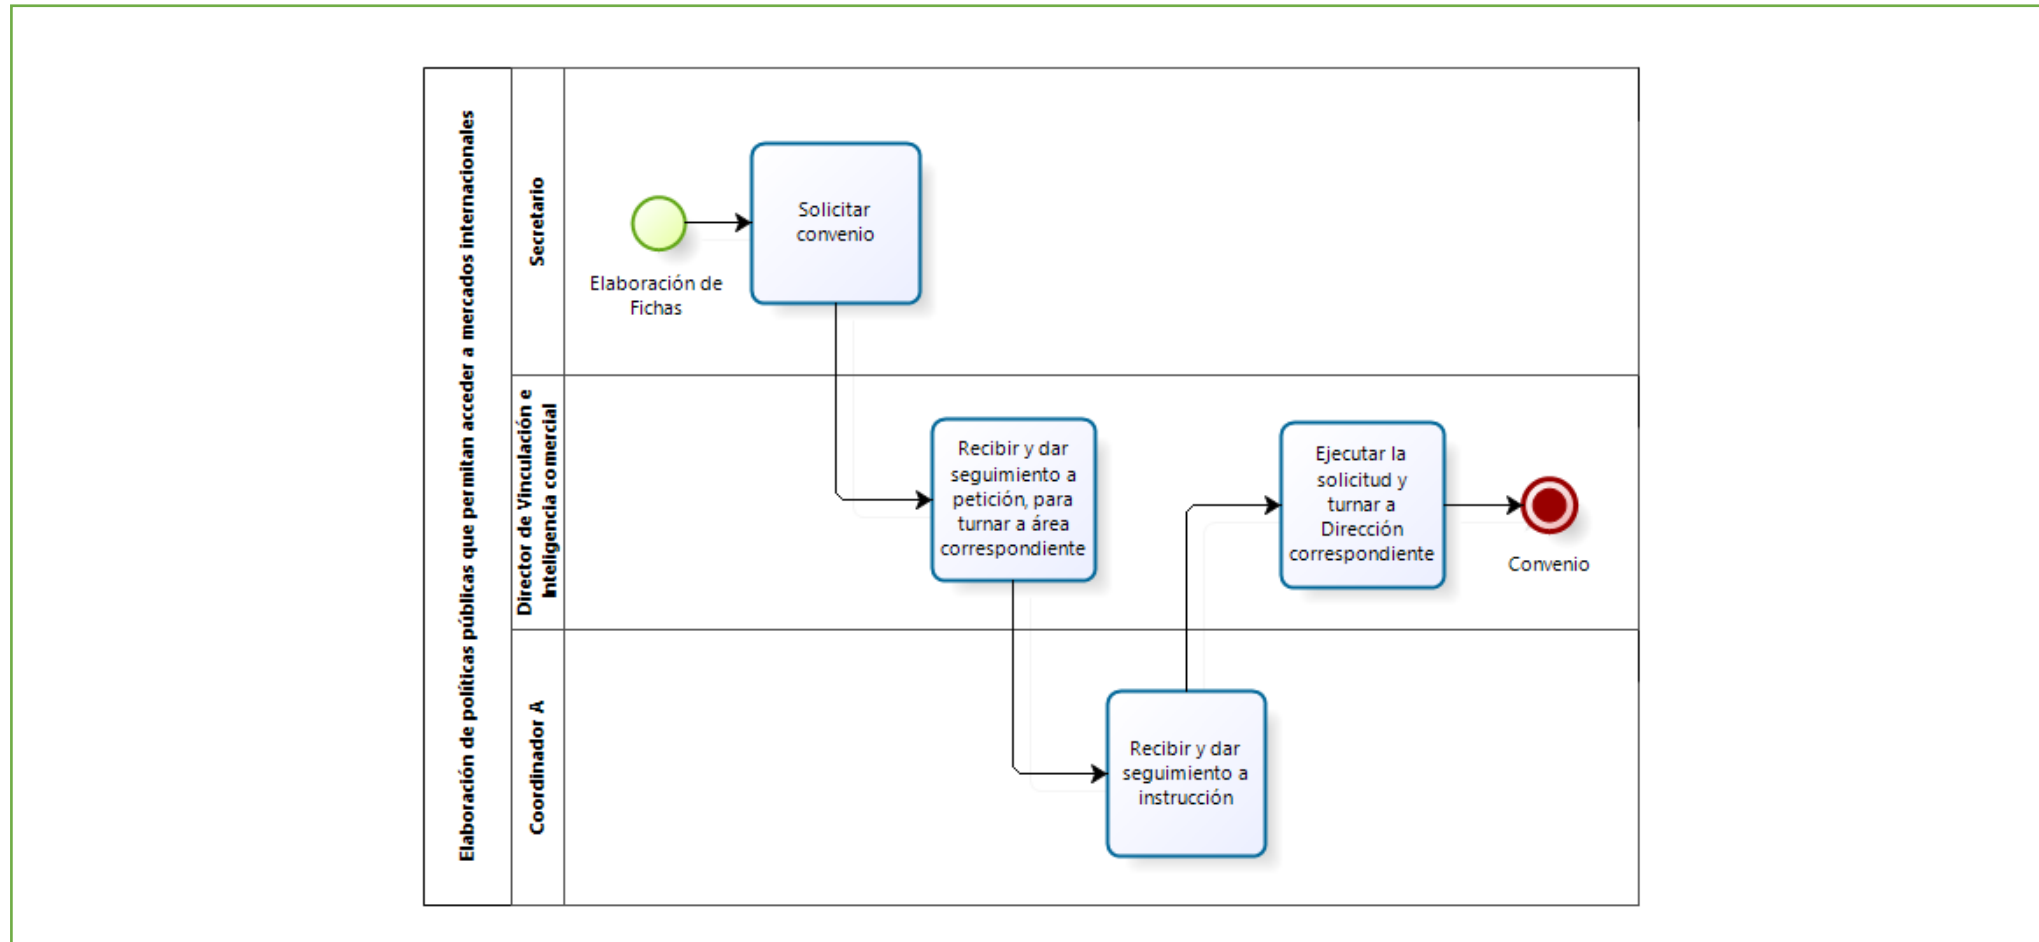 Elaboración de políticas públicas que permitan acceder a mercados internacionales
Secretario
Elaboración de
Fichas
Solicitar
convenio
Director de Vinculación e
Inteligencia comercial
Recibir y dar
seguimiento a
petición, para
turnar a área
correspondiente
Ejecutar la
solicitud y
turnar a
Dirección
correspondiente
Convenio
Coordinador A
Recibir y dar
seguimiento a
instrucción